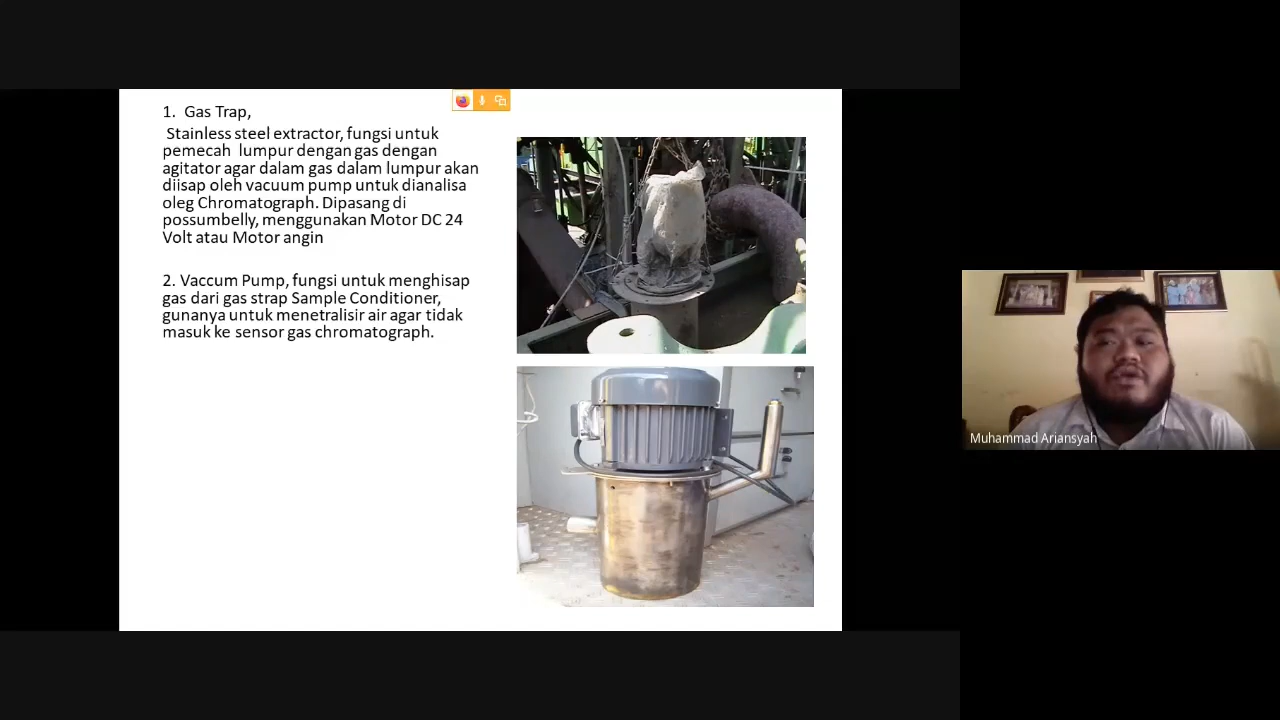 1. Gas Trap,
Stainless steel extractor, fungsi untuk
pemecah lumpur dengan gas dengan
agitator agar dalam gas dalam lumpur akan
diisap oleh vacuum pump untuk dianalisa
oleg Chromatograph. Dipasang di
possumbelly, menggunakan Motor DC 24
Volt atau Motor angin
2. Vaccum Pump, fungsi untuk menghisap
gas dari gas strap Sample Conditioner,
gunanya untuk menetralisir air agar tidak
masuk ke sensor gas chromatograph.
Muhammad Ariansyah